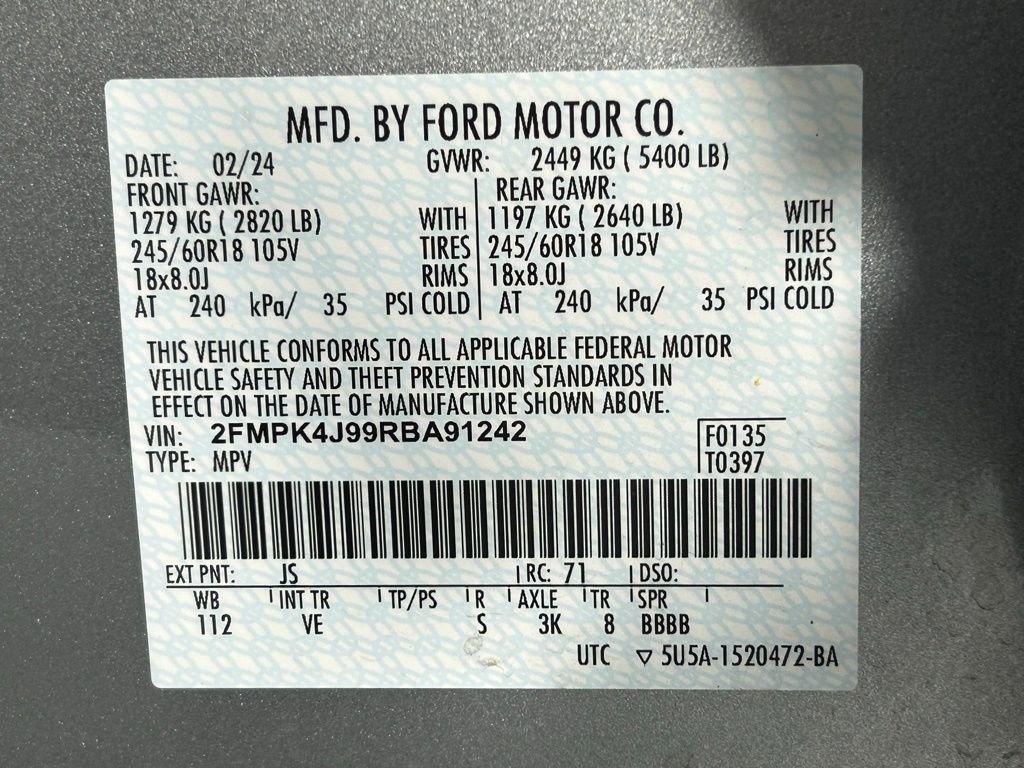 MFD. BY FORD MOTOR CO.
DATE: 02/24 GVWR: 2449 KG ( 5400 LB)
FRONT GAWR: REAR GAWR:
1279 KG ( 2820 LB) WITH 1197 KG ( 2640 LB) WITH
245/60R18 105V TIRES 245/60R18 105V TIRES
18x8.0J RIMS 18x8.0J RIMS
AT 240 kPa/ 35 PSI COLD AT 240 kPa/ 35 PSI COLD
THIS VEHICLE CONFORMS TO ALL APPLICABLE FEDERAL MOTOR
VEHICLE SAFETY AND THEFT PREVENTION STANDARDS IN
EFFECT ON THE DATE OF MANUFACTURE SHOWN ABOVE.
VIN: 2FMPK4J99RBA91242 F0135
TYPE: MPV T0397
EXT PNT: JS RC: 71 DSO:
WB INT TR TP/PS R AXLE TR SPR
112 VE S 3K 8 BBBB
UTC ▽ 5U5A-1520472-BA